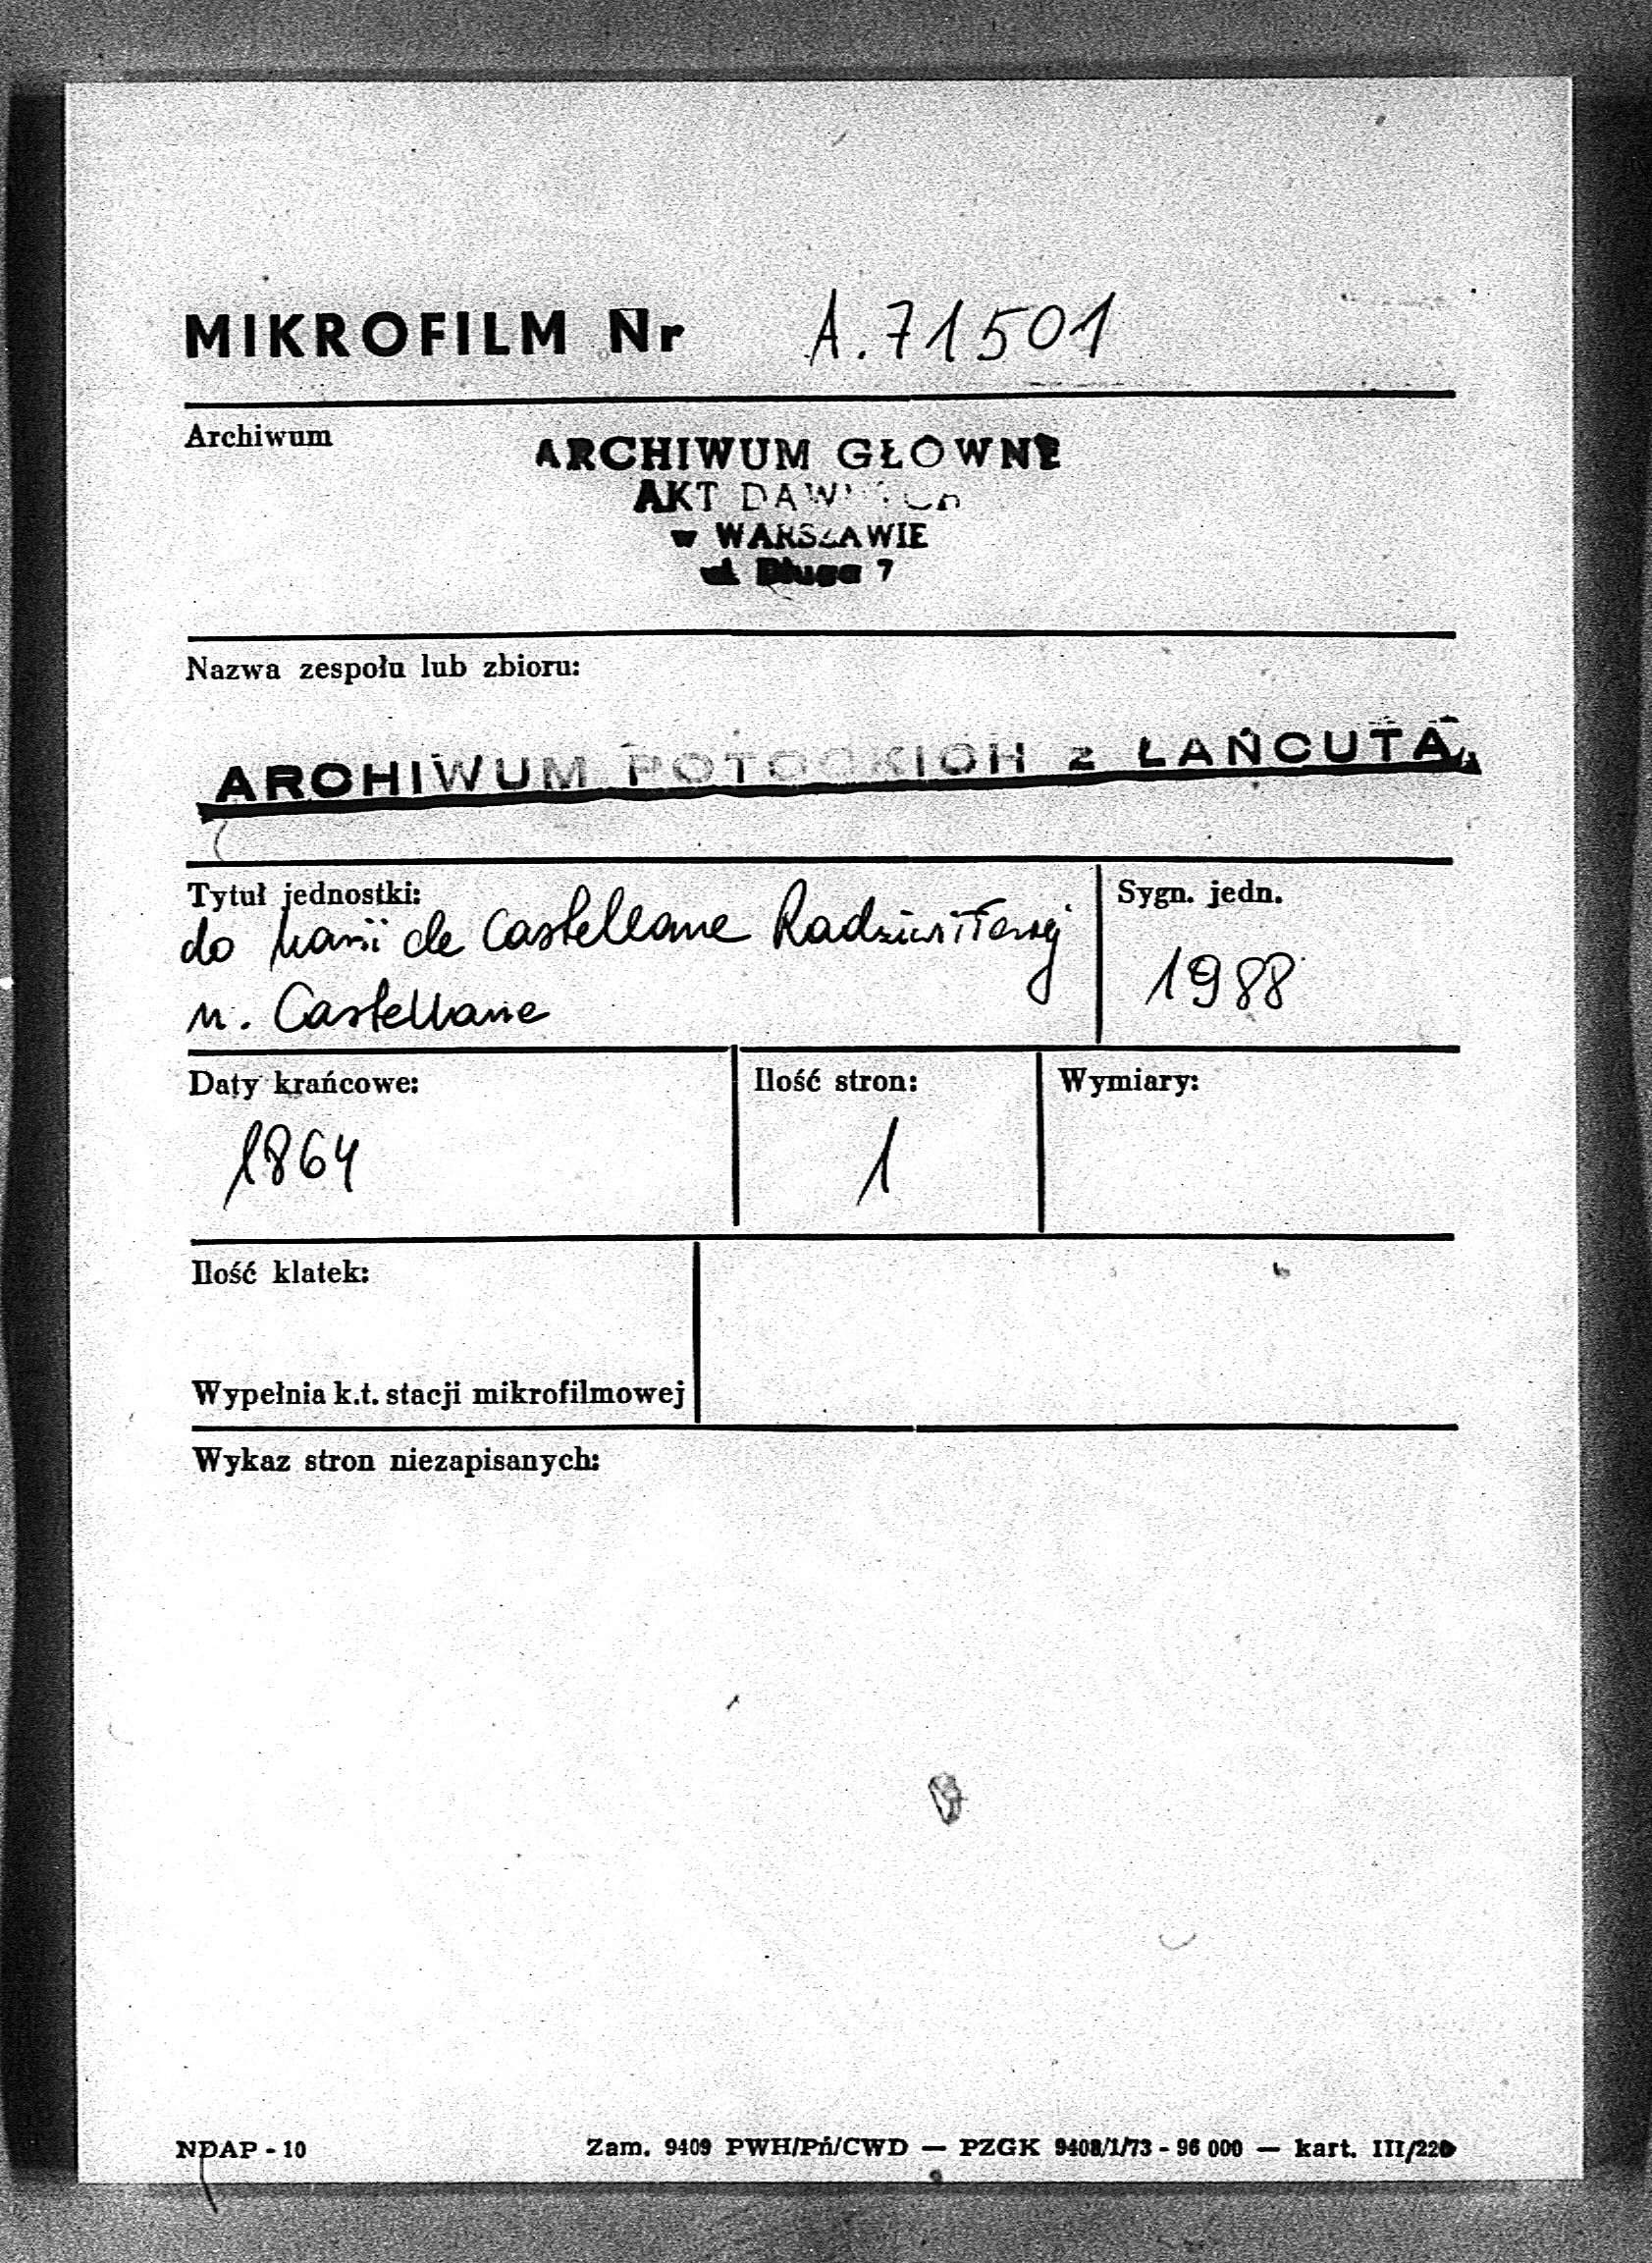 MIKROFILM Nr A.71501
Archiwum
ARCHIWUM GŁÓWNE
AKT DAWNYCH
w WARSZAWIE
ul. Długa 7
Nazwa zespołu lub zbioru:
ARCHIWUM POTOCKICH z ŁAŃCUTA
Tytuł jednostki:
do Marii de Castellane Radziwiłłowej
M. Castellane
Sygn. jedn.
1988
Daty krańcowe:
1864
Ilość stron:
1
Wymiary:
Ilość klatek:
Wypełnia k.t. stacji mikrofilmowej
Wykaz stron niezapisanych:
NDAP - 10
Zam. 9409 PWH/Pń/CWD — PZGK 9408/1/73 - 96 000 — kart. III/220